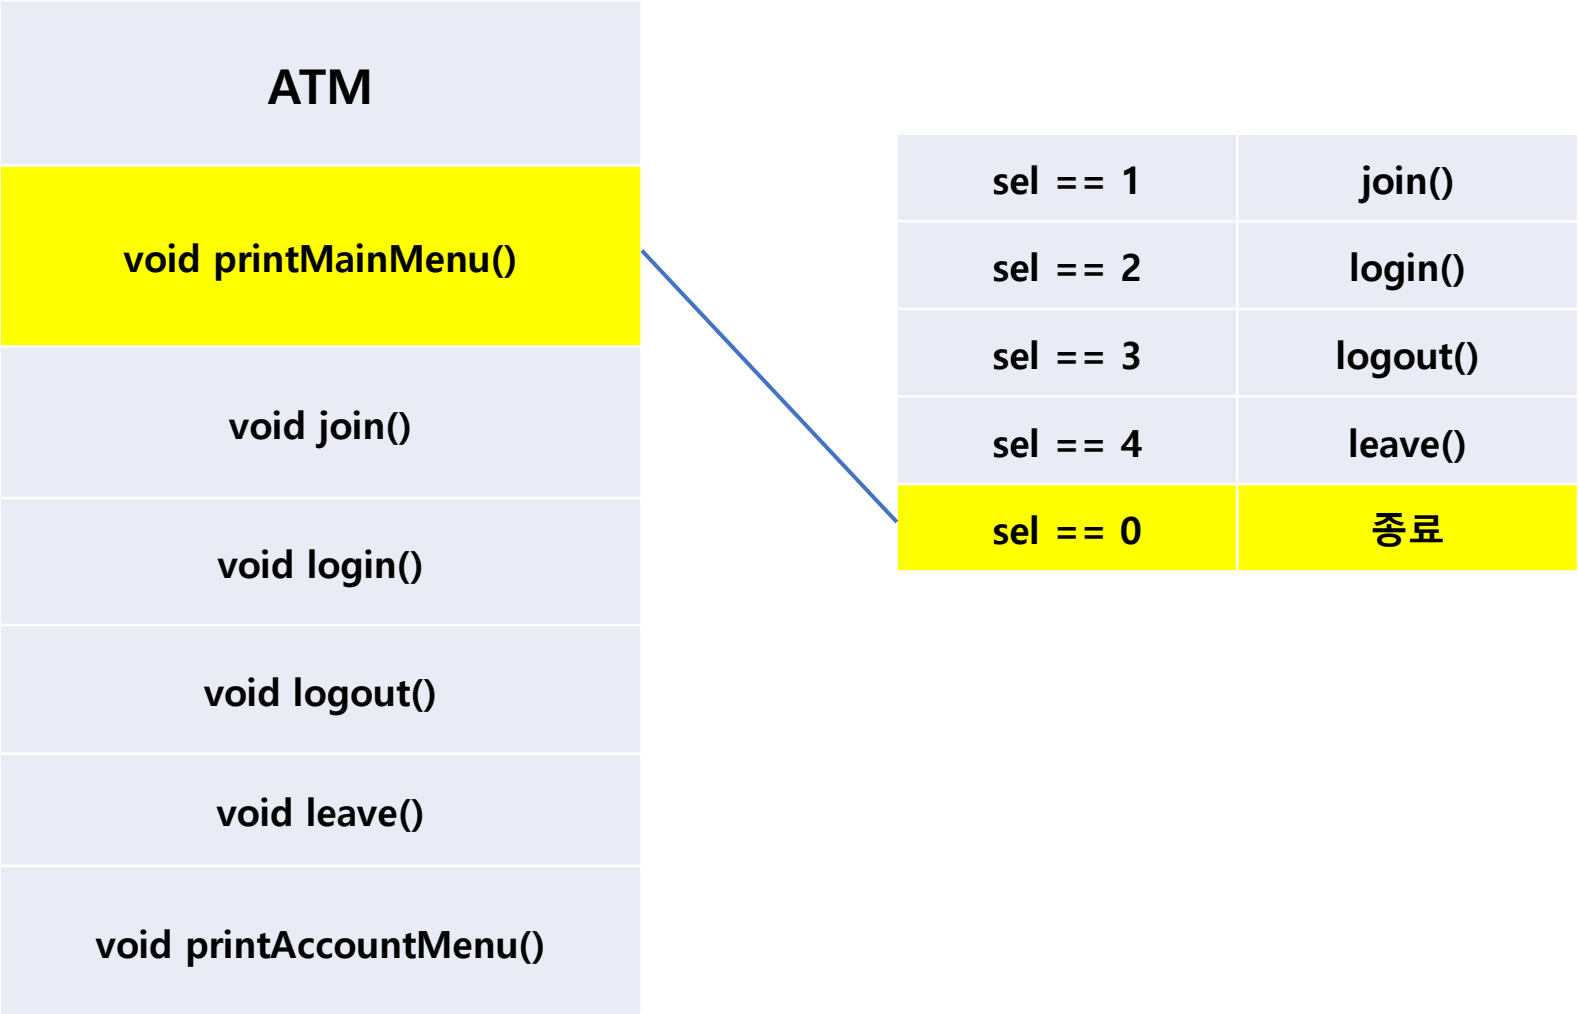 ATM
void printMainMenu()
void join()
void login()
void logout()
void leave()
void printAccountMenu()
sel == 1 join()
sel == 2 login()
sel == 3 logout()
sel == 4 leave()
sel == 0 종료